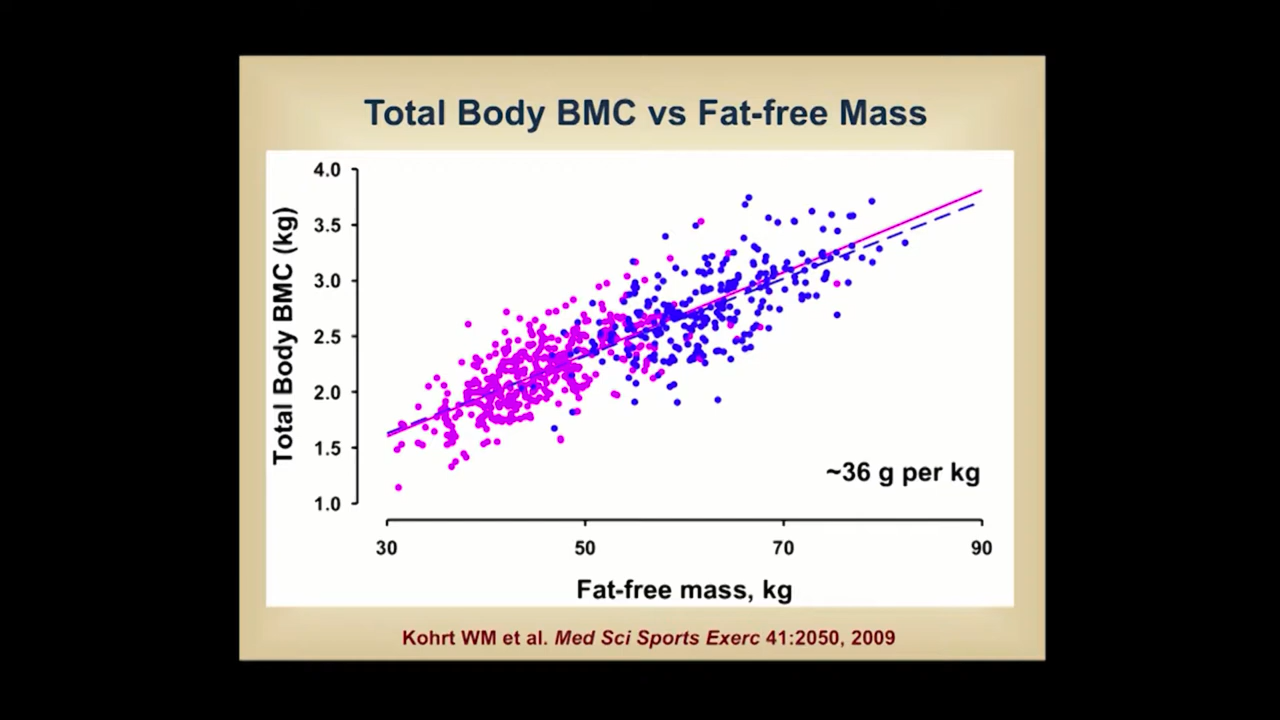 Total Body BMC vs Fat-free Mass
Total Body BMC (kg)
4.0
3.5
3.0
2.5
2.0
1.5
1.0
~36 g per kg
30 50 70 90
Fat-free mass, kg
Kohrt WM et al. Med Sci Sports Exerc 41:2050, 2009